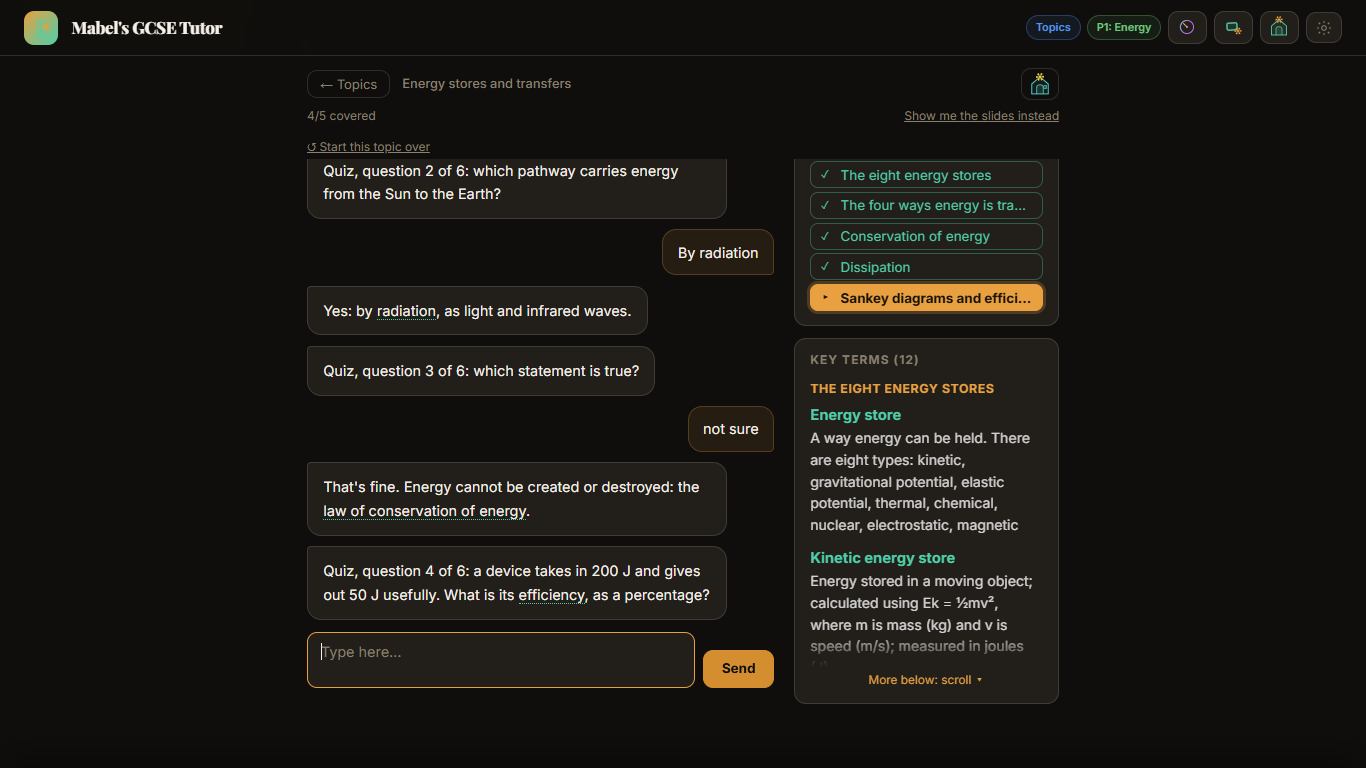 Mabel's GCSE Tutor
Topics
P1: Energy
← Topics
Energy stores and transfers
4/5 covered
Show me the slides instead
↺ Start this topic over
Quiz, question 2 of 6: which pathway carries energy
from the Sun to the Earth?
By radiation
Yes: by radiation, as light and infrared waves.
Quiz, question 3 of 6: which statement is true?
not sure
That's fine. Energy cannot be created or destroyed: the
law of conservation of energy.
Quiz, question 4 of 6: a device takes in 200 J and gives
out 50 J usefully. What is its efficiency, as a percentage?
Type here...
Send
✓ The eight energy stores
✓ The four ways energy is tra...
✓ Conservation of energy
✓ Dissipation
▸ Sankey diagrams and effici...
KEY TERMS (12)
THE EIGHT ENERGY STORES
Energy store
A way energy can be held. There
are eight types: kinetic,
gravitational potential, elastic
potential, thermal, chemical,
nuclear, electrostatic, magnetic
Kinetic energy store
Energy stored in a moving object;
calculated using Ek = ½mv²,
where m is mass (kg) and v is
speed (m/s); measured in joules
More below: scroll ▾